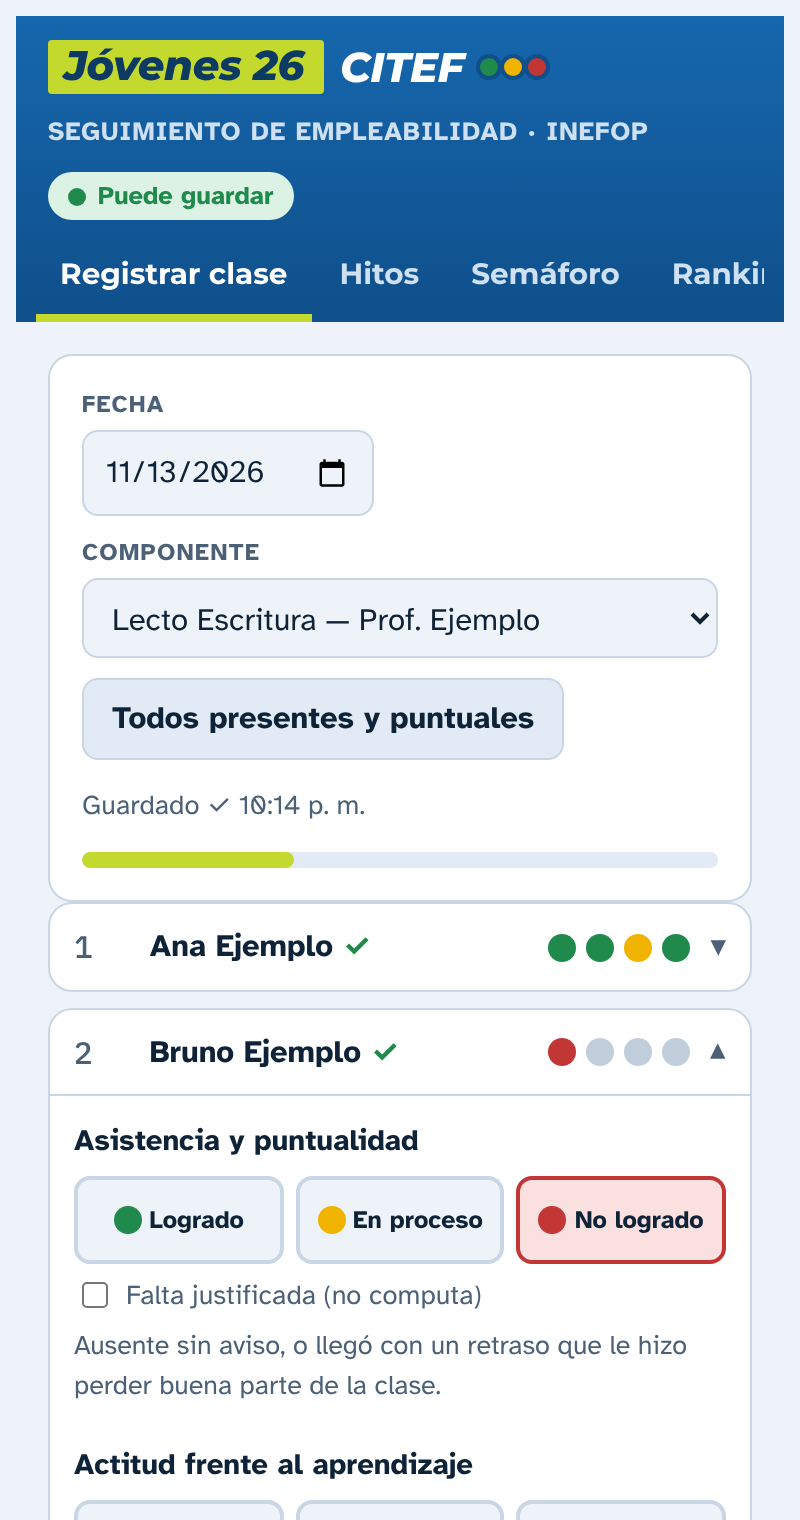 Jóvenes 26 CITEF
SEGUIMIENTO DE EMPLEABILIDAD · INEFOP
Puede guardar
Registrar clase Hitos Semáforo
FECHA
11/13/2026
COMPONENTE
Lecto Escritura — Prof. Ejemplo
Todos presentes y puntuales
Guardado ✓ 10:14 p. m.
1 Ana Ejemplo ✓ ▼
2 Bruno Ejemplo ✓ ▲
Asistencia y puntualidad
Logrado En proceso No logrado
Falta justificada (no computa)
Ausente sin aviso, o llegó con un retraso que le hizo
perder buena parte de la clase.
Actitud frente al aprendizaje